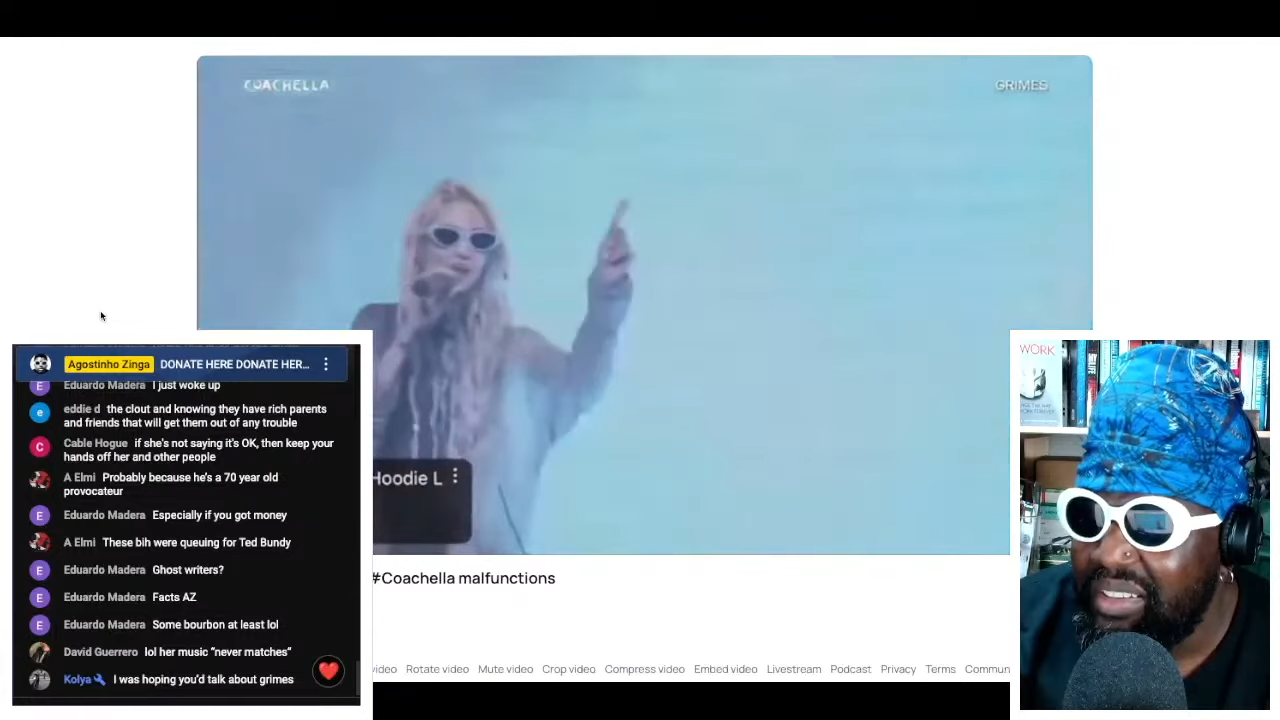 COACHELLA
GRIMES
WORK
Agostinho Zinga DONATE HERE DONATE HER...
Eduardo Madera I just woke up
eddie d the clout and knowing they have rich parents
and friends that will get them out of any trouble
Cable Hogue if she's not saying it's OK, then keep your
hands off her and other people
A Elmi Probably because he's a 70 year old
provocateur
Eduardo Madera Especially if you got money
A Elmi These bih were queuing for Ted Bundy
Eduardo Madera Ghost writers?
Eduardo Madera Facts AZ
Eduardo Madera Some bourbon at least lol
David Guerrero lol her music “never matches”
Kolya I was hoping you'd talk about grimes
Hoodie L
#Coachella malfunctions
video Rotate video Mute video Crop video Compress video Embed video Livestream Podcast Privacy Terms Commun